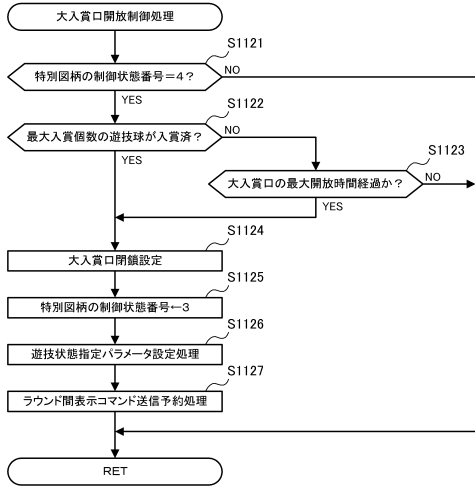 大入賞口開放制御処理
S1121
特別図柄の制御状態番号=4?
NO
YES
S1122
最大入賞個数の遊技球が入賞済?
NO
YES
S1123
大入賞口の最大開放時間経過か?
NO
YES
S1124
大入賞口閉鎖設定
S1125
特別図柄の制御状態番号←3
S1126
遊技状態指定パラメータ設定処理
S1127
ラウンド間表示コマンド送信予約処理
RET